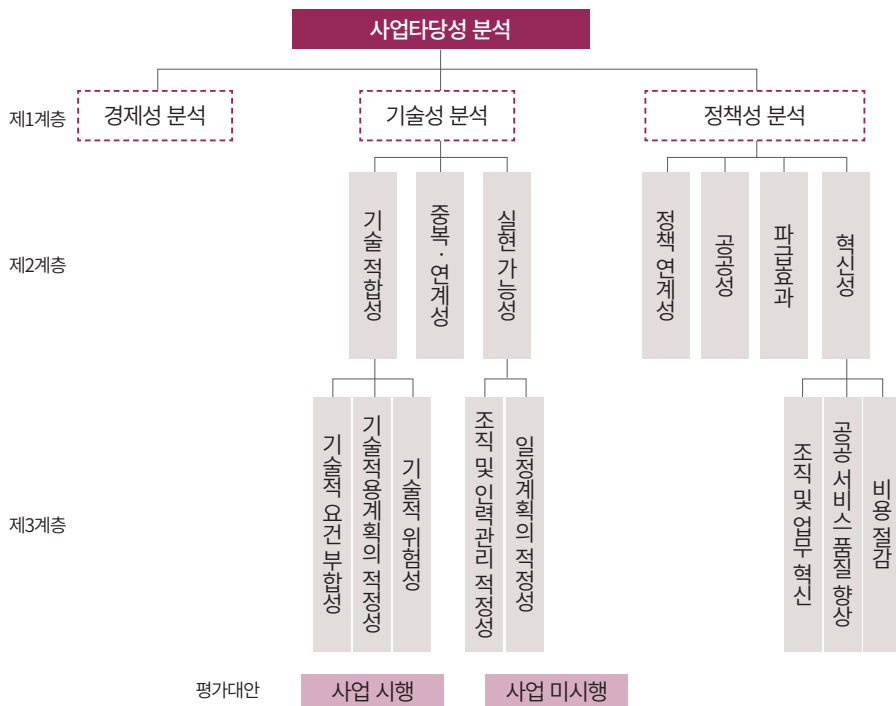 사업타당성 분석
제1계층
경제성 분석
기술성 분석
정책성 분석
제2계층
기술 적합성
중복·연계성
실현 가능성
정책 연계성
공공성
파급효과
혁신성
제3계층
기술적 요건 부합성
기술적용계획의 적정성
기술적 위험성
조직 및 인력관리 적정성
일정계획의 적정성
조직 및 업무 혁신
공공 서비스 품질 향상
비용 절감
평가대안
사업 시행
사업 미시행